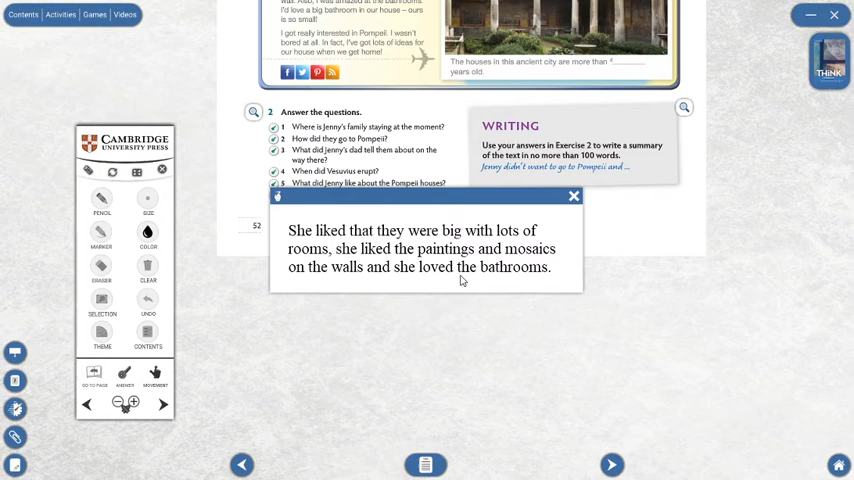 Contents
Activities
Games
Videos
THiNK
walls. Also, I was amazed at the bathrooms.
I'd love a big bathroom in our house – ours
is so small!
I got really interested in Pompeii. I wasn't
bored at all. In fact, I've got lots of ideas for
our house when we get home!
The houses in this ancient city are more than 4________
years old.
2 Answer the questions.
1 Where is Jenny's family staying at the moment?
2 How did they go to Pompeii?
3 What did Jenny's dad tell them about on the
way there?
4 When did Vesuvius erupt?
5 What did Jenny like about the Pompeii houses?
WRITING
Use your answers in Exercise 2 to write a summary
of the text in no more than 100 words.
Jenny didn't want to go to Pompeii and ...
52
She liked that they were big with lots of
rooms, she liked the paintings and mosaics
on the walls and she loved the bathrooms.
CAMBRIDGE
UNIVERSITY PRESS
PENCIL
SIZE
MARKER
COLOR
ERASER
CLEAR
SELECTION
UNDO
THEME
CONTENTS
GO TO PAGE
ANSWER
MOVEMENT